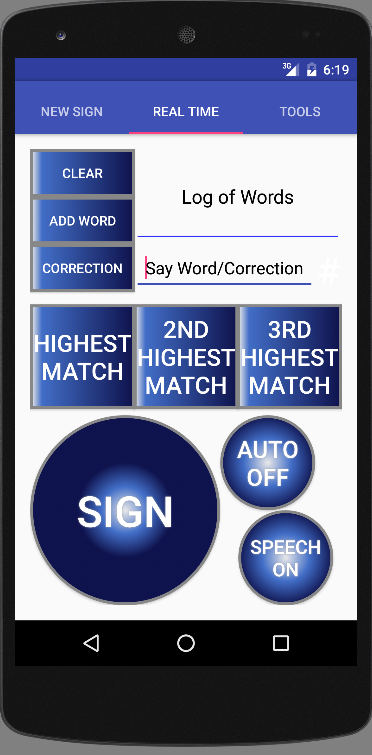 3G 6:19
NEW SIGN REAL TIME TOOLS
CLEAR
ADD WORD
CORRECTION
Log of Words
Say Word/Correction #
HIGHEST
MATCH
2ND
HIGHEST
MATCH
3RD
HIGHEST
MATCH
SIGN
AUTO
OFF
SPEECH
ON